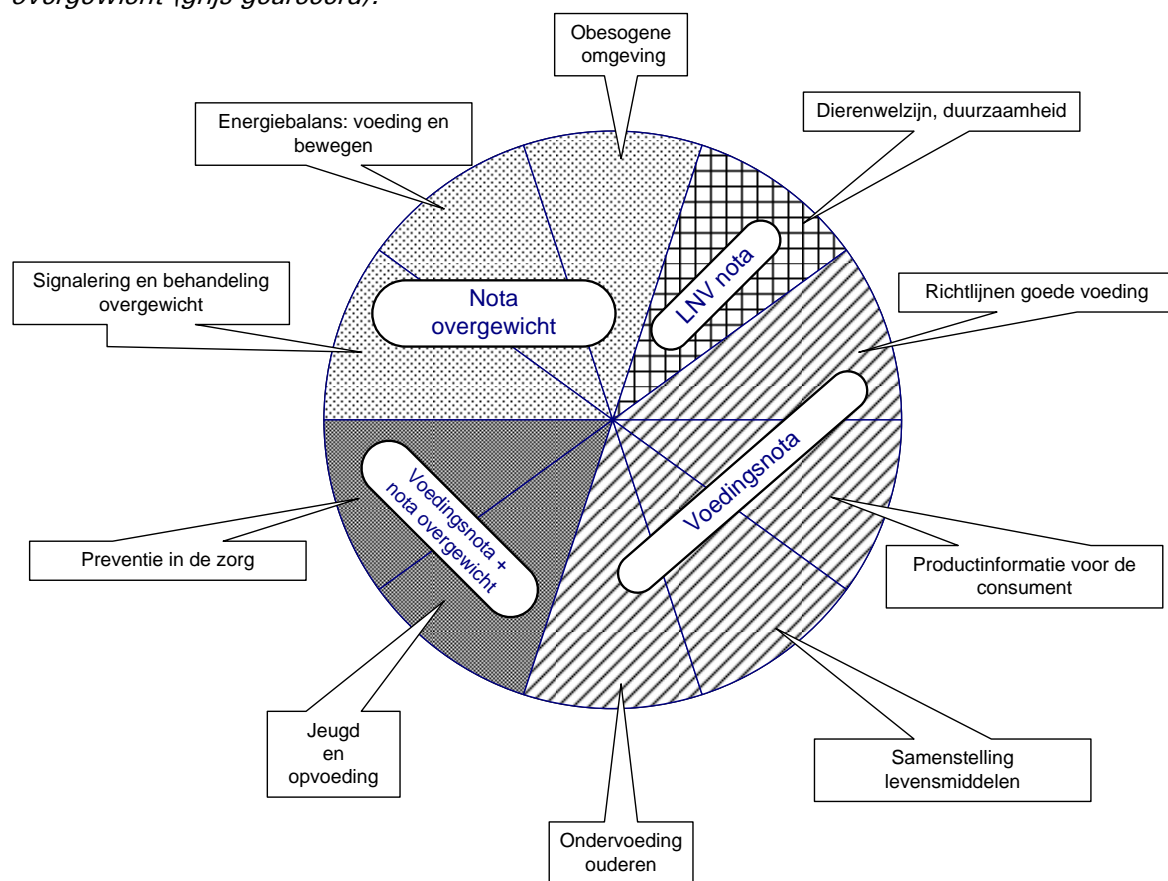 overgewicht (grijs gearceerd).
Obesogene
omgeving
Energiebalans: voeding en
bewegen
Dierenwelzijn, duurzaamheid
Signalering en behandeling
overgewicht
Nota
overgewicht
LNV nota
Richtlijnen goede voeding
Voedingsnota
Voedingsnota +
nota overgewicht
Preventie in de zorg
Productinformatie voor de
consument
Jeugd
en
opvoeding
Samenstelling
levensmiddelen
Ondervoeding
ouderen